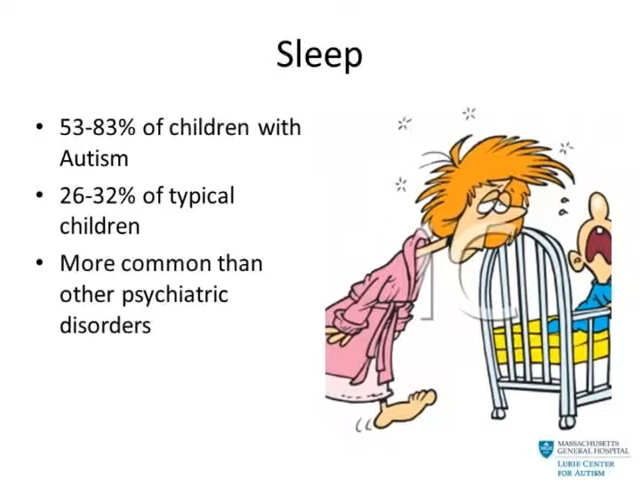 Sleep
• 53-83% of children with
Autism
• 26-32% of typical
children
• More common than
other psychiatric
disorders
MASSACHUSETTS
GENERAL HOSPITAL
LURIE CENTER
FOR AUTISM